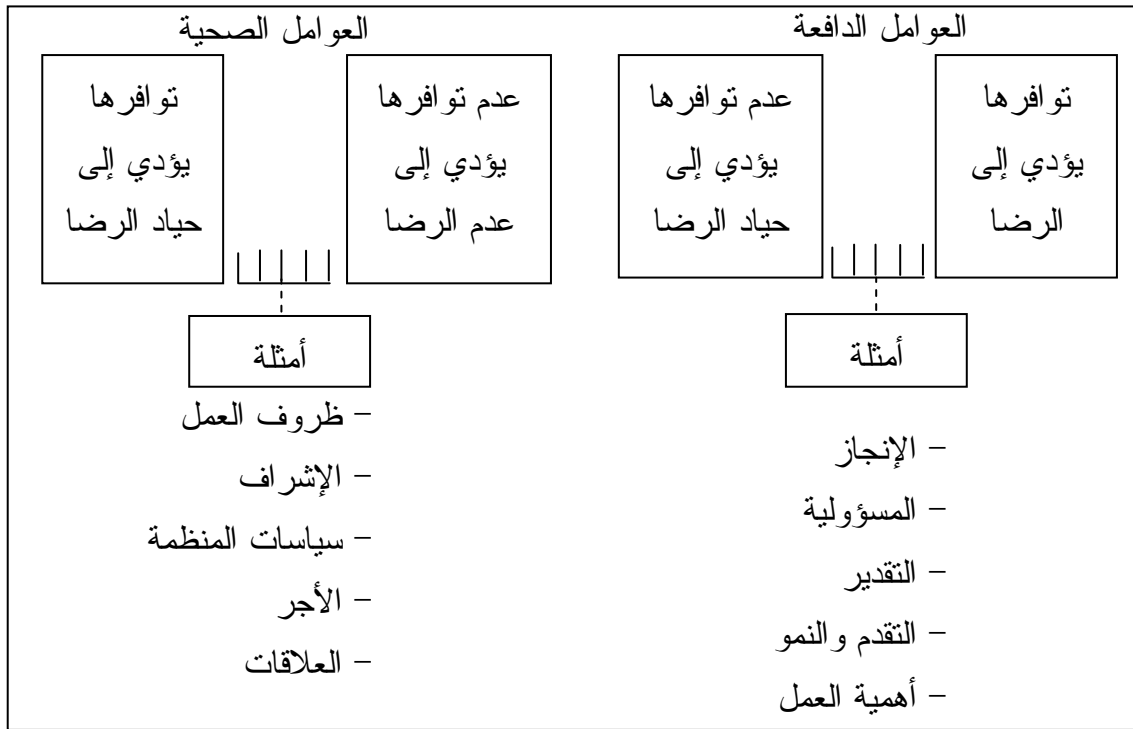 العوامل الدافعة
توافرها
يؤدي إلى
الرضا
عدم توافرها
يؤدي إلى
حياد الرضا
أمثلة
– الإنجاز
– المسؤولية
– التقدير
– التقدم والنمو
– أهمية العمل
العوامل الصحية
عدم توافرها
يؤدي إلى
عدم الرضا
توافرها
يؤدي إلى
حياد الرضا
أمثلة
– ظروف العمل
– الإشراف
– سياسات المنظمة
– الأجر
– العلاقات